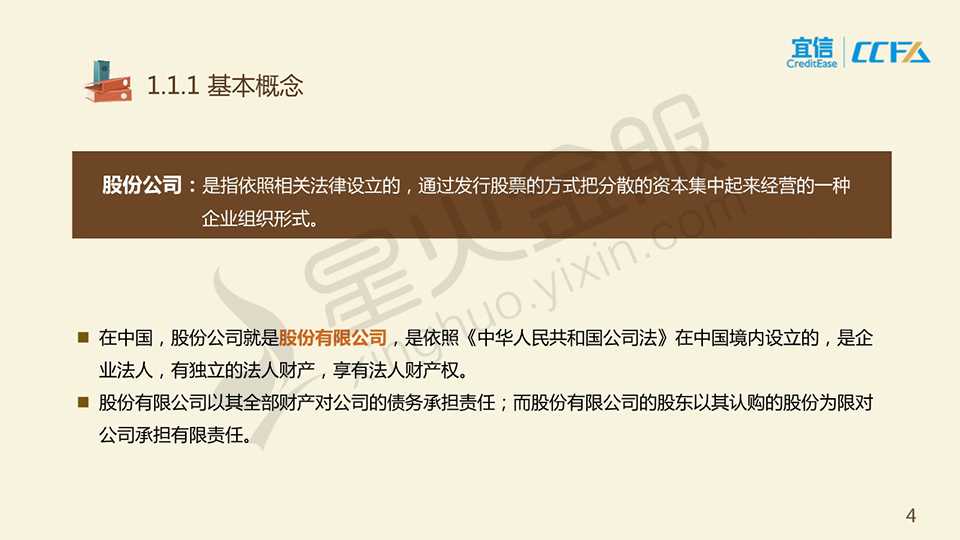 宜信
CreditEase
CCFA
1.1.1 基本概念
股份公司：是指依照相关法律设立的，通过发行股票的方式把分散的资本集中起来经营的一种
企业组织形式。
星火金服
xinghuo.yixin.com
■ 在中国，股份公司就是股份有限公司，是依照《中华人民共和国公司法》在中国境内设立的，是企
业法人，有独立的法人财产，享有法人财产权。
■ 股份有限公司以其全部财产对公司的债务承担责任；而股份有限公司的股东以其认购的股份为限对
公司承担有限责任。
4